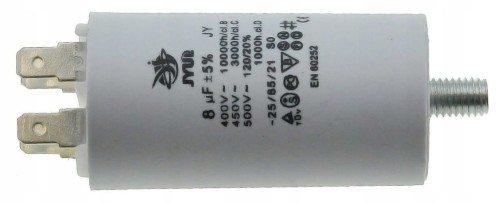 JYUL
JY
8 µF ±5%
400V~ 10000h/cl.B
450V~ 3000h/cl.C
500V~ 120/20%
1000h cl.D
-25/85/21 S0
EN 60252